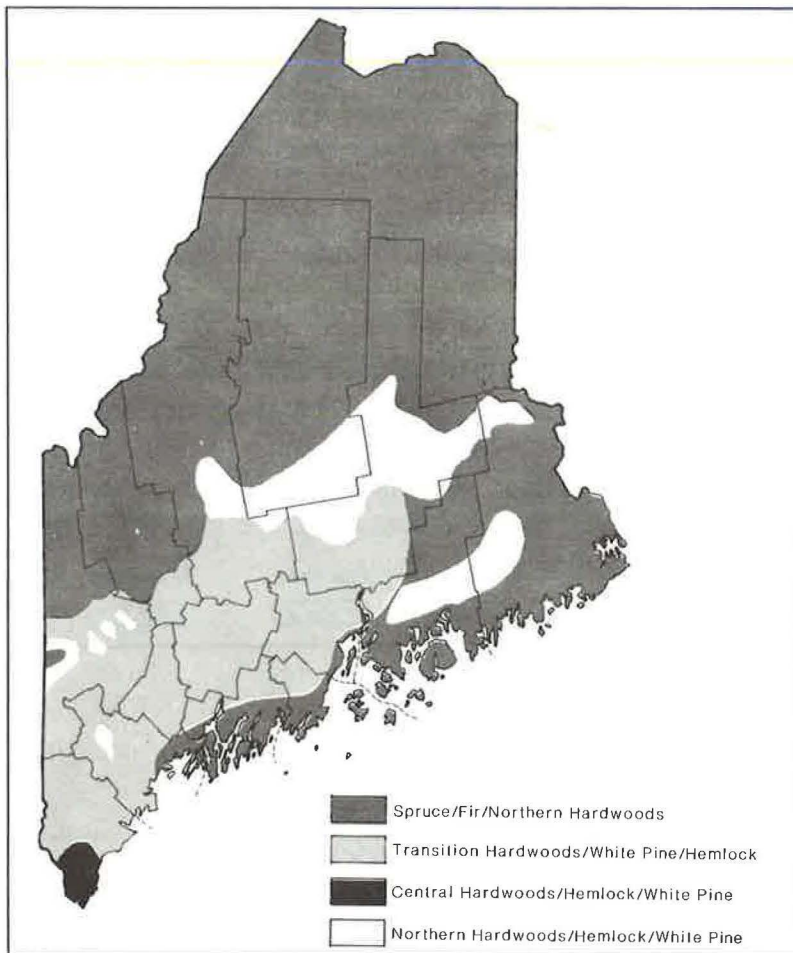 Spruce/Fir/Northern Hardwoods
Transition Hardwoods/White Pine/Hemlock
Central Hardwoods/Hemlock/White Pine
Northern Hardwoods/Hemlock/White Pine